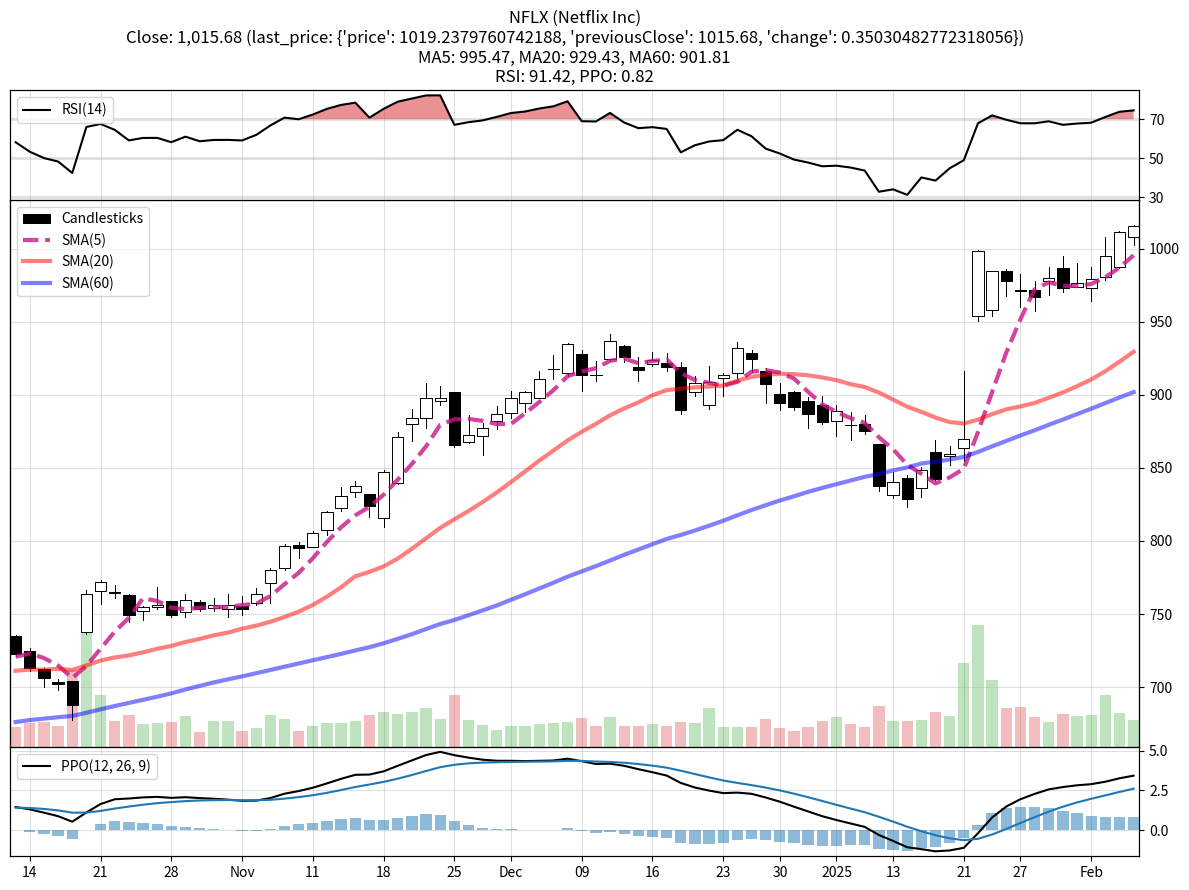 NFLX (Netflix Inc)
Close: 1,015.68 (last_price: {'price': 1019.2379760742188, 'previousClose': 1015.68, 'change': 0.35030482772318056})
MA5: 995.47, MA20: 929.43, MA60: 901.81
RSI: 91.42, PPO: 0.82
RSI(14)
70
50
30
Candlesticks
SMA(5)
SMA(20)
SMA(60)
1000
950
900
850
800
750
700
PPO(12, 26, 9)
5.0
2.5
0.0
14 21 28 Nov 11 18 25 Dec 09 16 23 30 2025 13 21 27 Feb